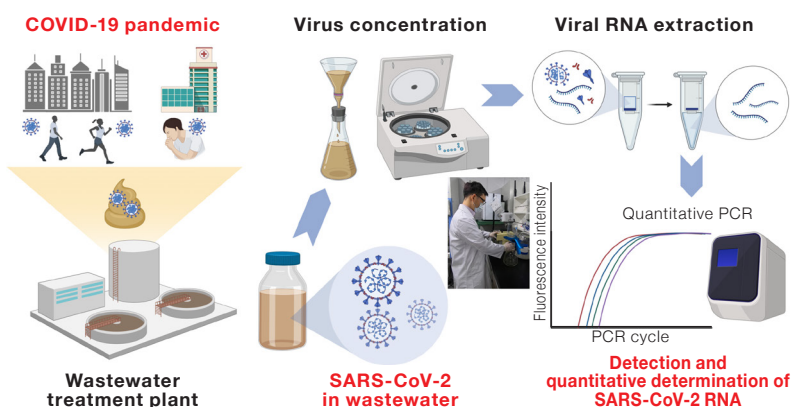 COVID-19 pandemic
Virus concentration
Viral RNA extraction
Wastewater
treatment plant
SARS-CoV-2
in wastewater
Quantitative PCR
Fluorescence intensity
PCR cycle
Detection and
quantitative determination of
SARS-CoV-2 RNA